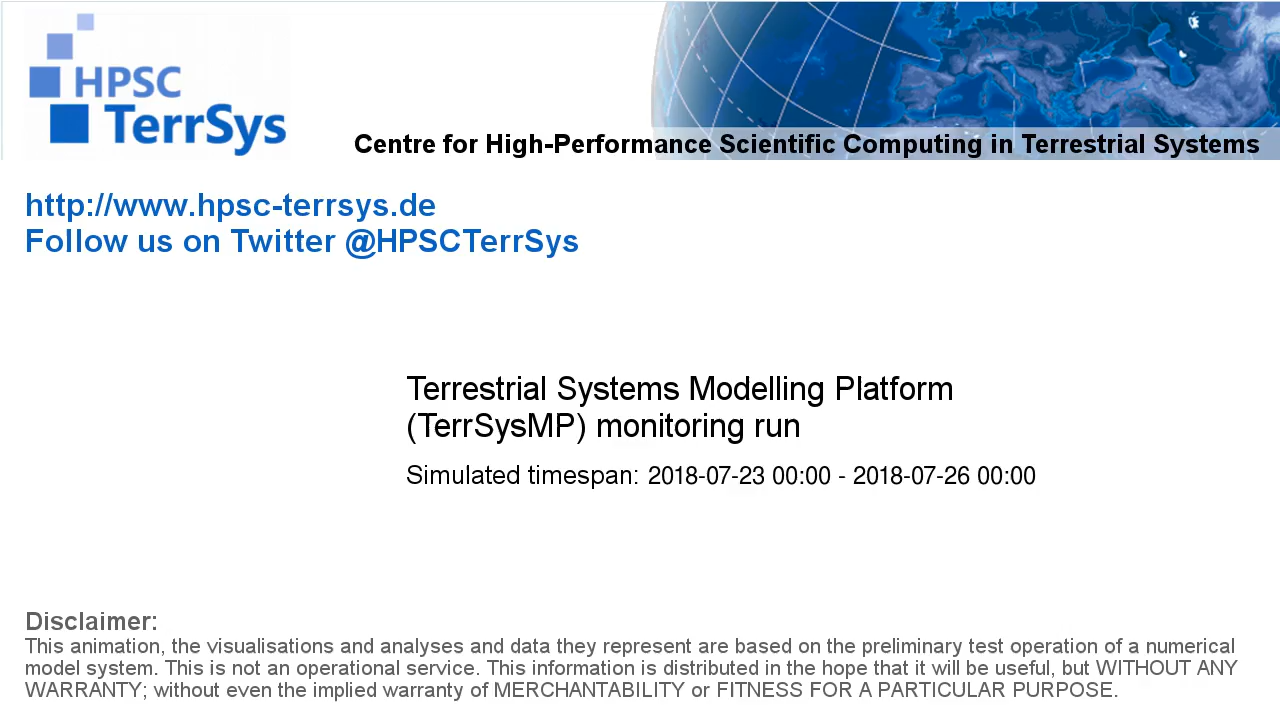 HPSC
TerrSys
Centre for High-Performance Scientific Computing in Terrestrial Systems
http://www.hpsc-terrsys.de
Follow us on Twitter @HPSCTerrSys
Terrestrial Systems Modelling Platform
(TerrSysMP) monitoring run
Simulated timespan: 2018-07-23 00:00 - 2018-07-26 00:00
Disclaimer:
This animation, the visualisations and analyses and data they represent are based on the preliminary test operation of a numerical
model system. This is not an operational service. This information is distributed in the hope that it will be useful, but WITHOUT ANY
WARRANTY; without even the implied warranty of MERCHANTABILITY or FITNESS FOR A PARTICULAR PURPOSE.